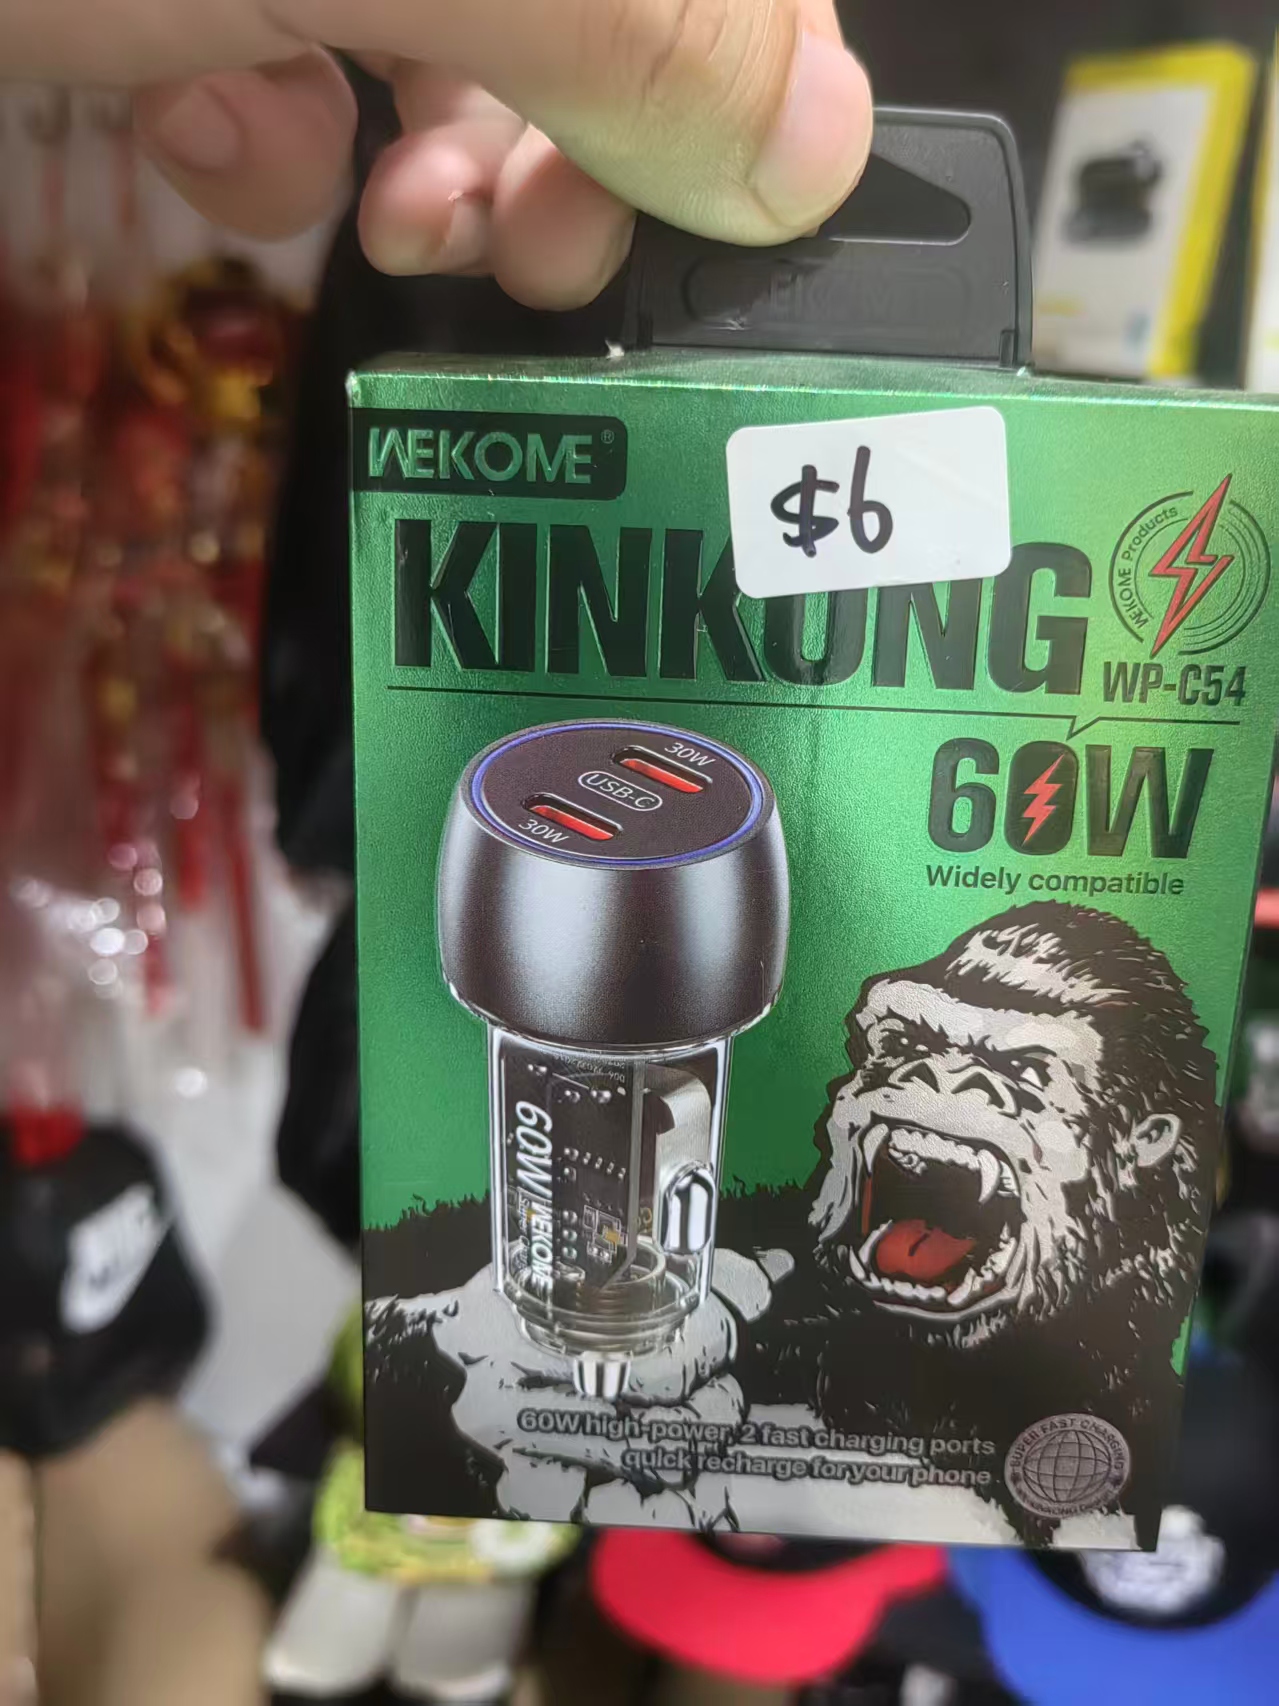 WEKOME®
$6
KINKONG
WEKOME Products
WP-C54
60W
Widely compatible
30W
USB-C
30W
60W WEKOME
60W high-power, 2 fast charging ports
quick recharge for your phone
SUPER FAST CHARGING